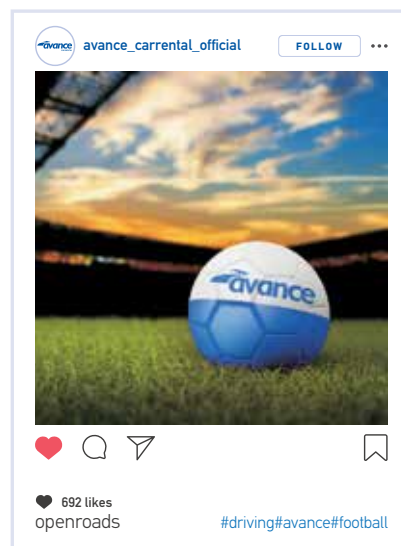 avance
avance_carrental_official
FOLLOW
avance
692 likes
openroads
#driving#avance#football